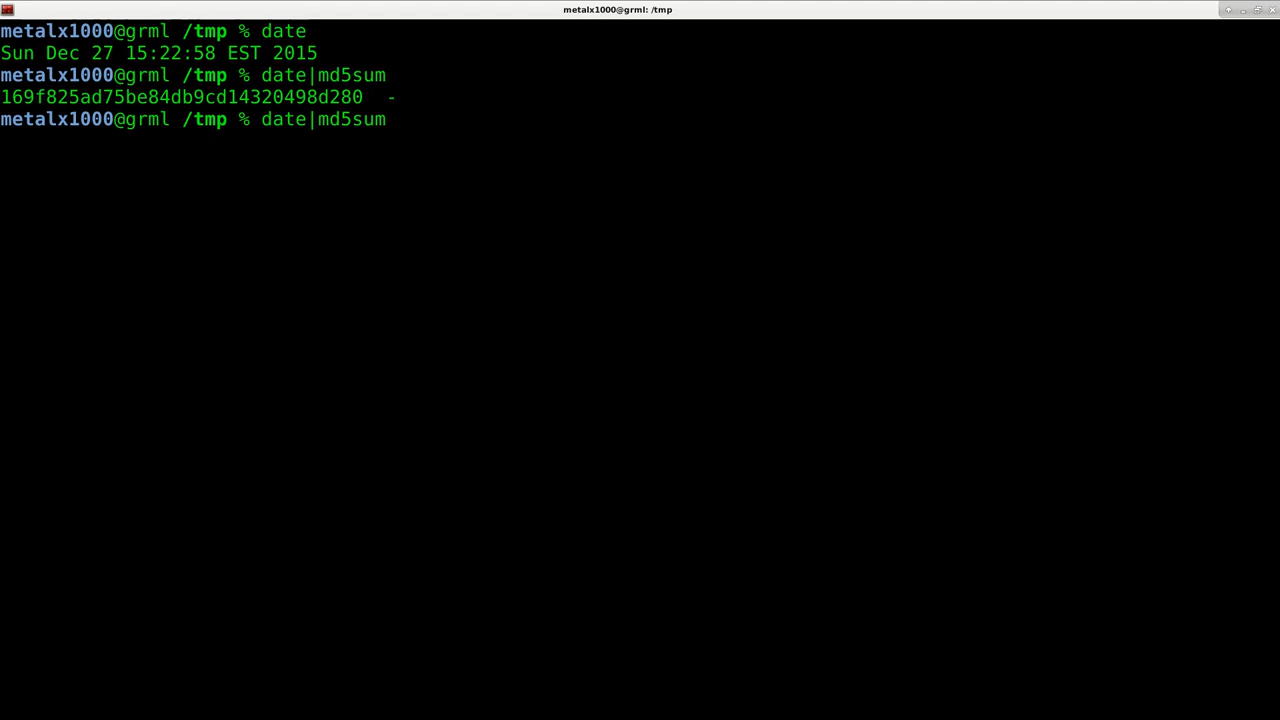 metalx1000@grml: /tmp
metalx1000@grml /tmp % date
Sun Dec 27 15:22:58 EST 2015
metalx1000@grml /tmp % date|md5sum
169f825ad75be84db9cd14320498d280  -
metalx1000@grml /tmp % date|md5sum